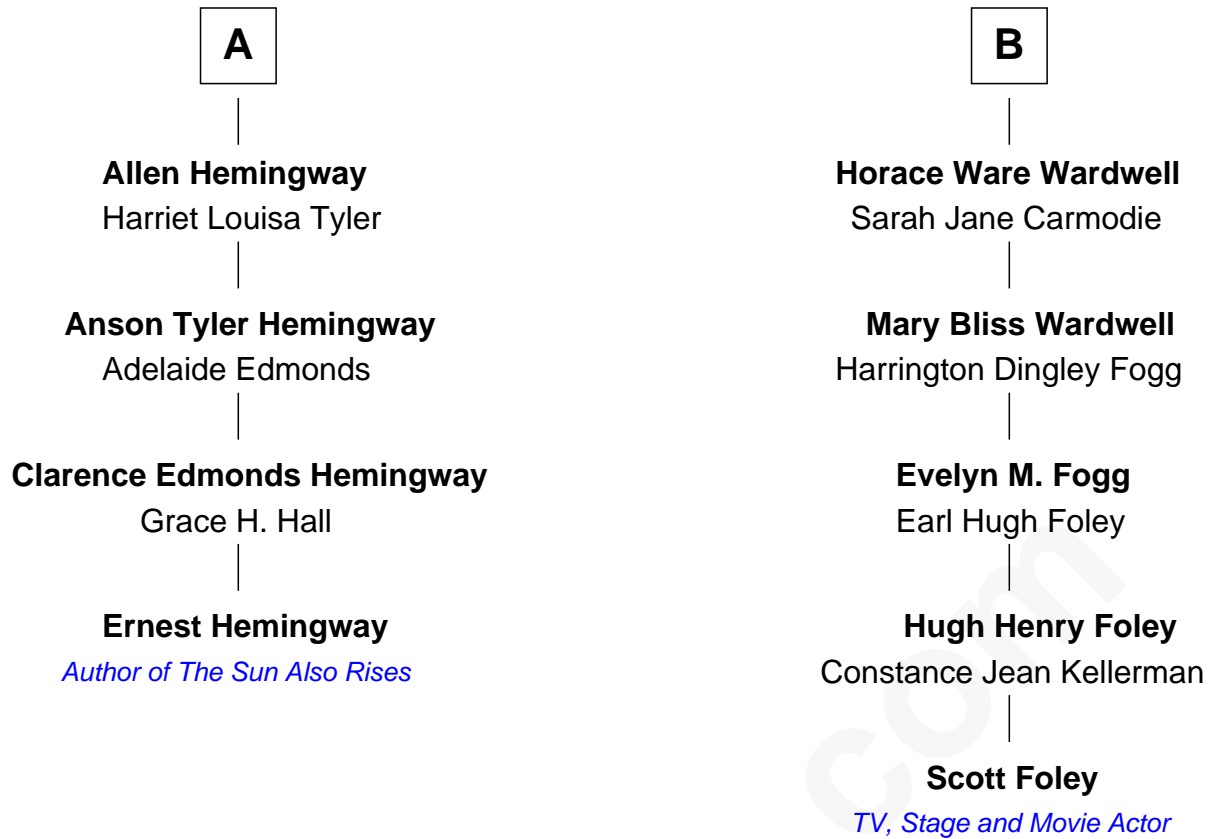 A
Allen Hemingway
Harriet Louisa Tyler
Anson Tyler Hemingway
Adelaide Edmonds
Clarence Edmonds Hemingway
Grace H. Hall
Ernest Hemingway
Author of The Sun Also Rises
B
Horace Ware Wardwell
Sarah Jane Carmodie
Mary Bliss Wardwell
Harrington Dingley Fogg
Evelyn M. Fogg
Earl Hugh Foley
Hugh Henry Foley
Constance Jean Kellerman
Scott Foley
TV, Stage and Movie Actor
com